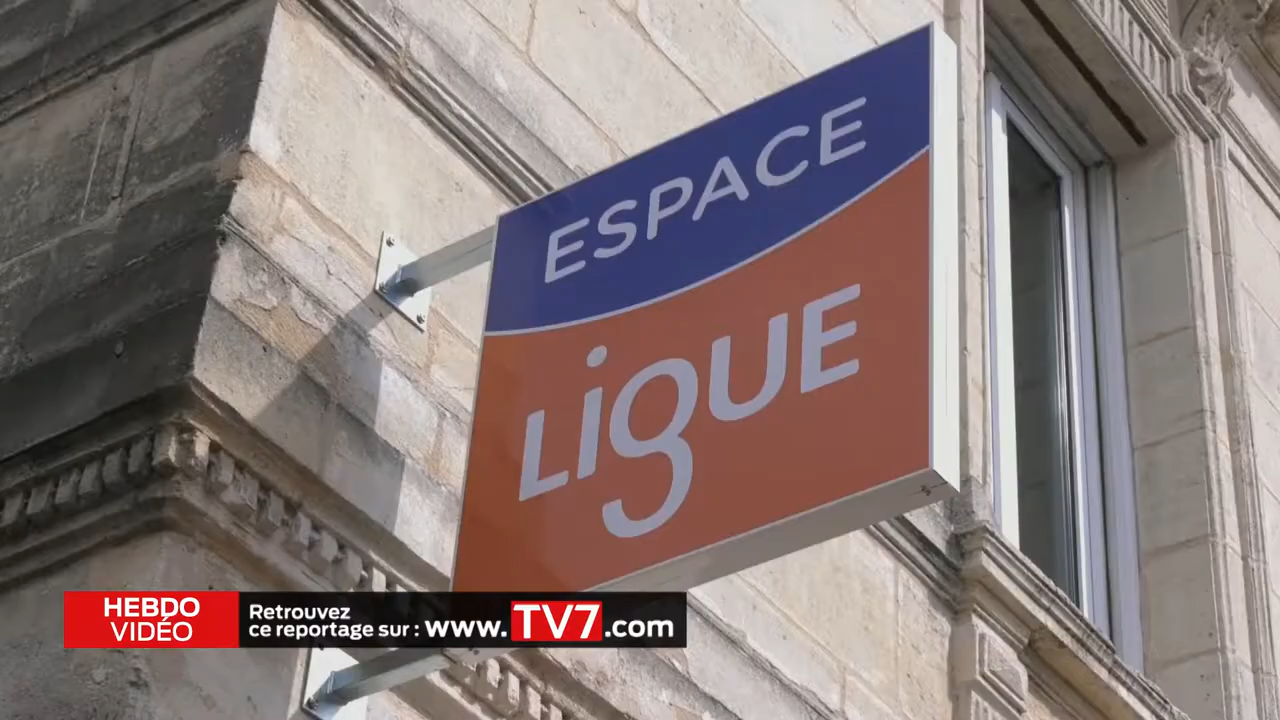 ESPACE
LiGUE
HEBDO
VIDÉO
Retrouvez
ce reportage sur : www.TV7.com